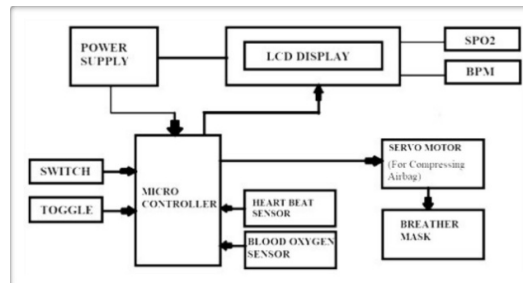 POWER
SUPPLY
LCD DISPLAY
SPO2
BPM
SWITCH
TOGGLE
MICRO
CONTROLLER
HEART BEAT
SENSOR
BLOOD OXYGEN
SENSOR
SERVO MOTOR
(For Compressing
Airbag)
BREATHER
MASK